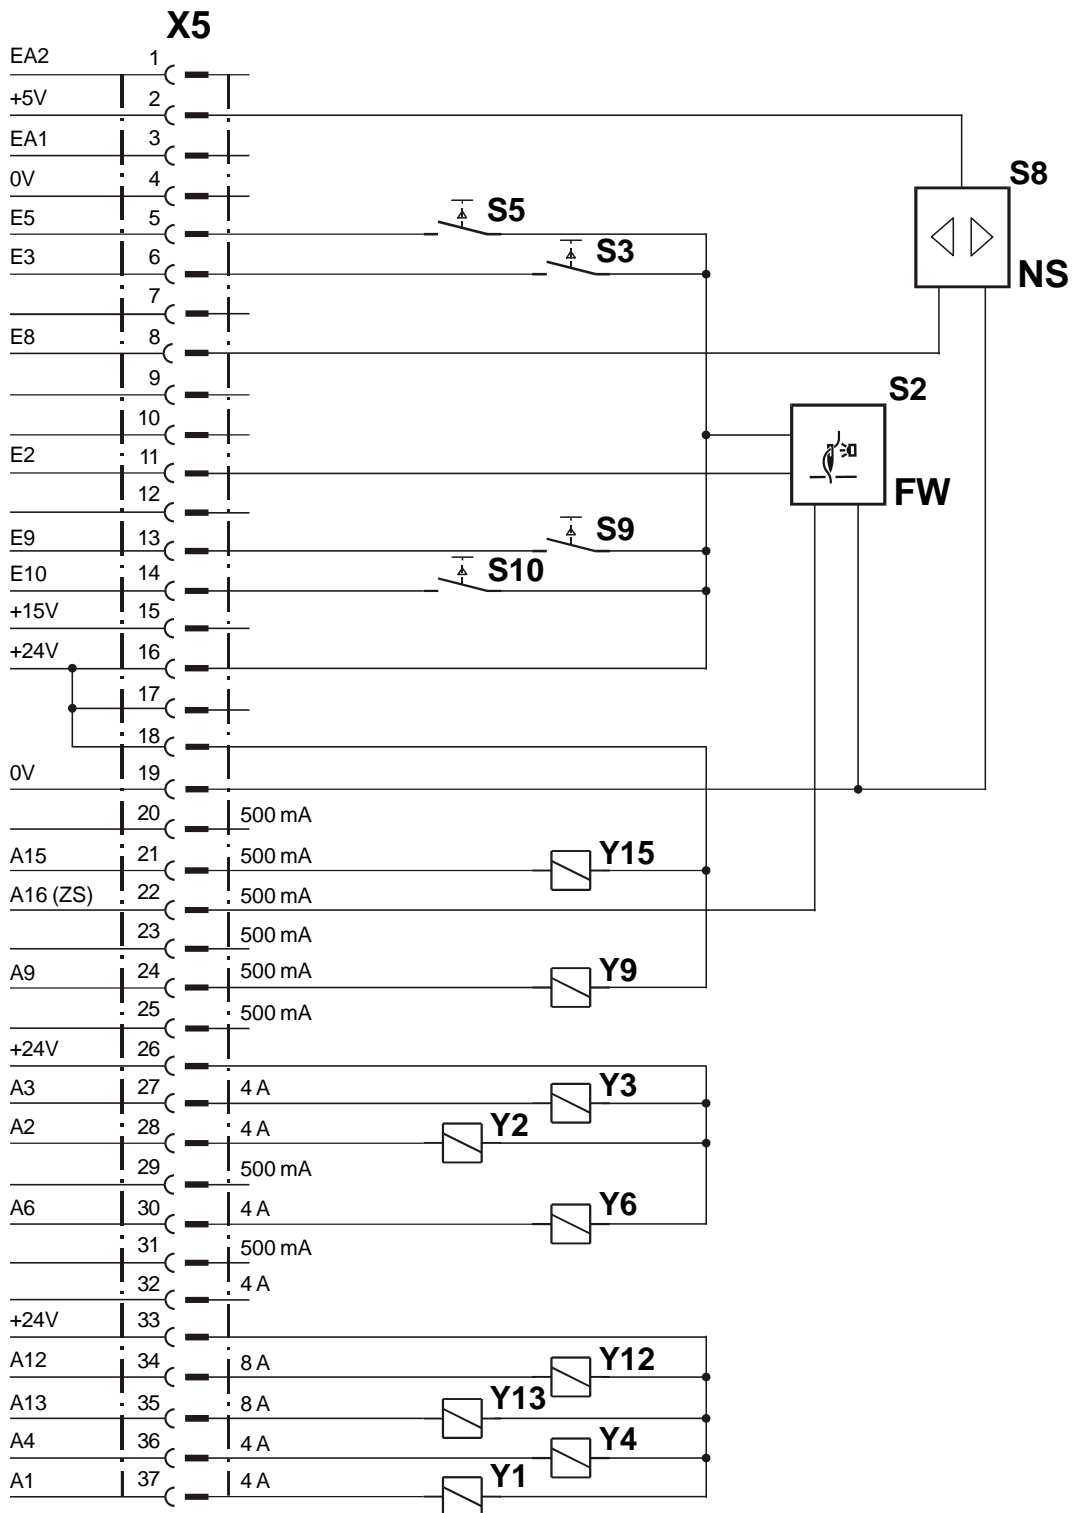 X5
EA2 1
+5V 2
EA1 3
S8
0V 4
E5 5 S5
E3 6 S3
NS
7
E8 8
9
S2
10
E2 11
FW
12
E9 13 S9
E10 14 S10
+15V 15
+24V 16
17
18
0V 19
20 500 mA
A15 21 500 mA Y15
A16 (ZS) 22 500 mA
23 500 mA
A9 24 500 mA Y9
25 500 mA
+24V 26
A3 27 4 A Y3
A2 28 4 A Y2
29 500 mA
A6 30 4 A Y6
31 500 mA
32 4 A
+24V 33
A12 34 8 A Y12
A13 35 8 A Y13
A4 36 4 A Y4
A1 37 4 A Y1